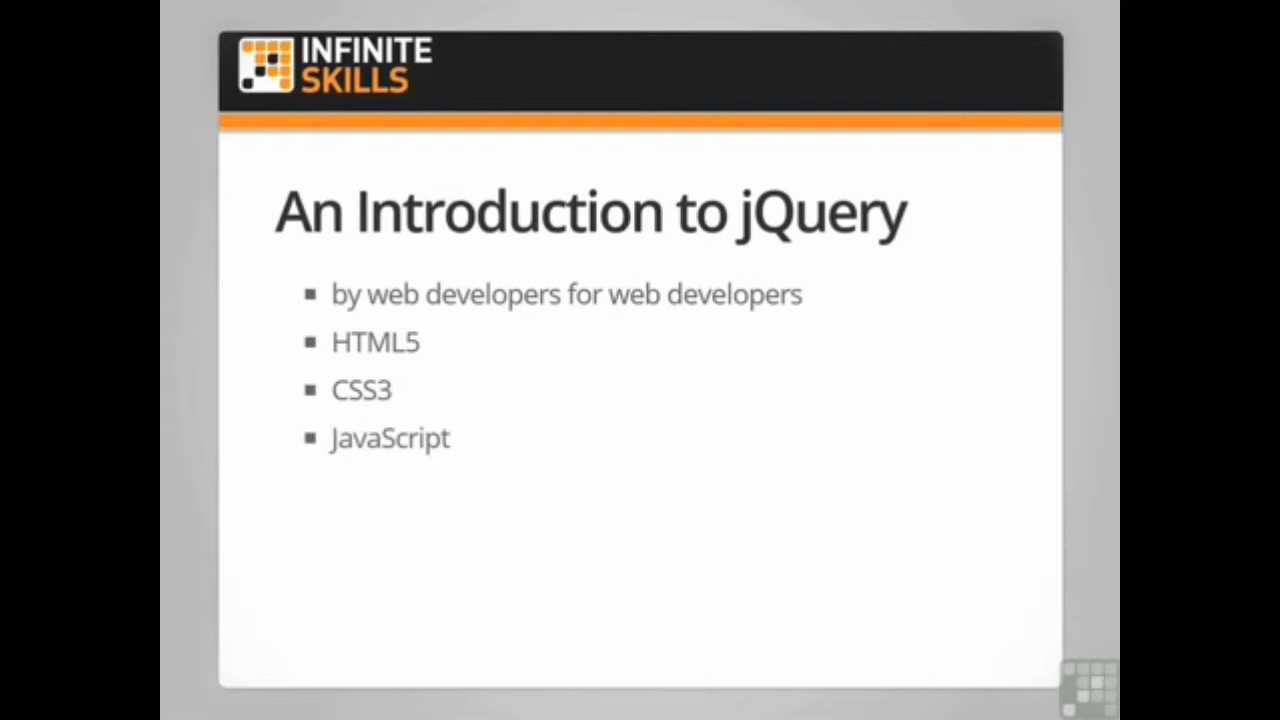 INFINITE
SKILLS
An Introduction to jQuery
by web developers for web developers
HTML5
CSS3
JavaScript